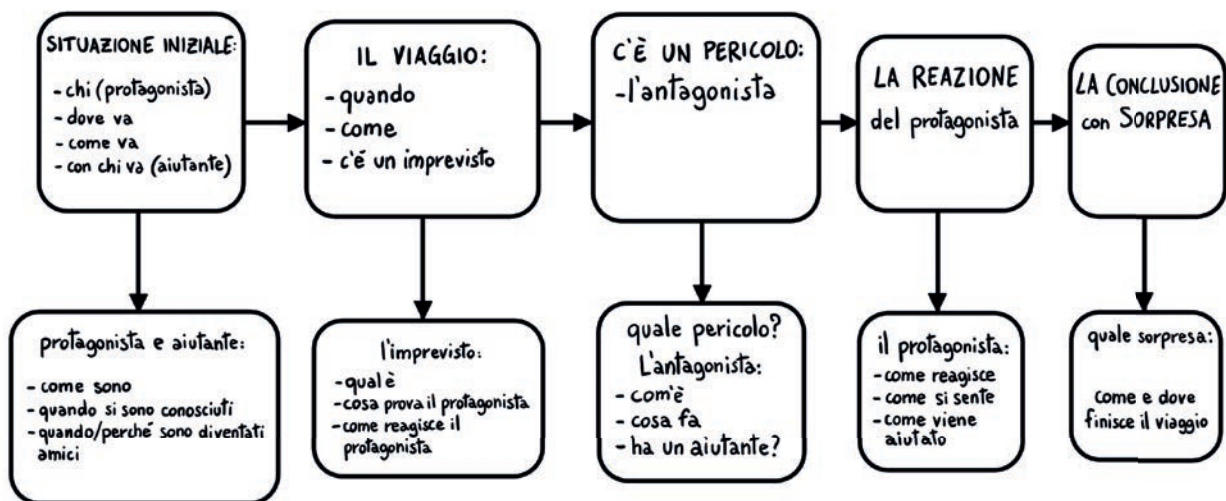 SITUAZIONE INIZIALE:
- chi (protagonista)
- dove va
- come va
- con chi va (aiutante)
IL VIAGGIO:
- quando
- come
- c'é un imprevisto
C'È UN PERICOLO:
- l'antagonista
LA REAZIONE
del protagonista
LA CONCLUSIONE
con SORPRESA
protagonista e aiutante:
- come sono
- quando si sono conosciuti
- quando/perché sono diventati
amici
l'imprevisto:
- qual è
- cosa prova il protagonista
- come reagisce il
protagonista
quale pericolo?
L'antagonista:
- com'è
- cosa fa
- ha un aiutante?
il protagonista:
- come reagisce
- come si sente
- come viene
aiutato
quale sorpresa:
come e dove
finisce il viaggio